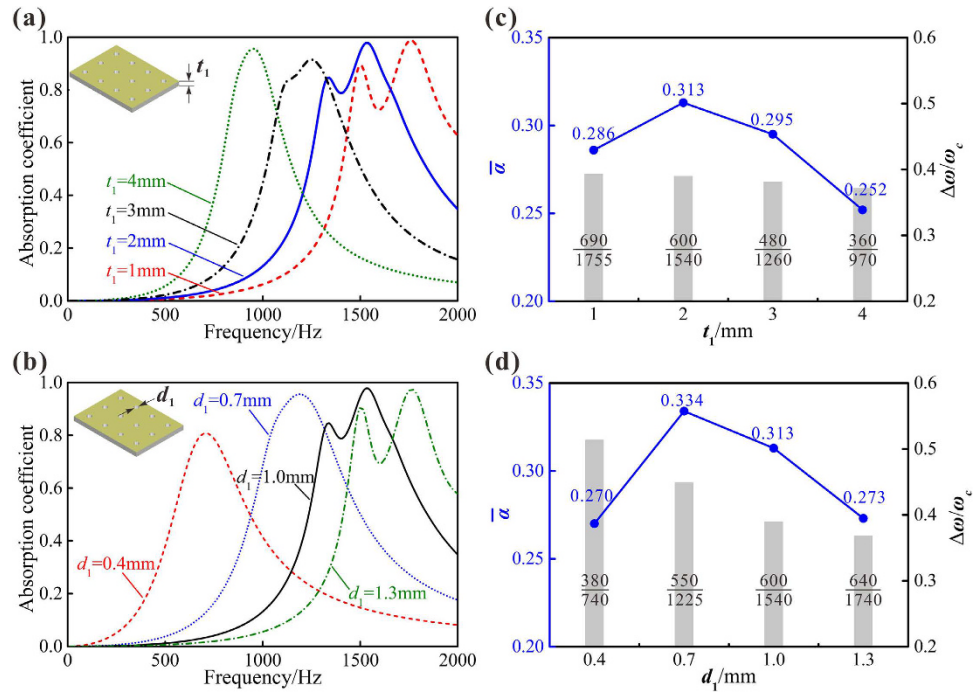 (a)
1.0
0.8
0.6
0.4
0.2
0.0
Absorption coefficient
t₁
t₁=4mm
t₁=3mm
t₁=2mm
t₁=1mm
0 500 1000 1500 2000
Frequency/Hz
(c)
0.35
0.30
0.25
0.20
α̅
0.286
0.313
0.295
0.252
690
1755
600
1540
480
1260
360
970
0.6
0.5
0.4
0.3
0.2
Δω/ω_c
1 2 3 4
t₁/mm
(b)
1.0
0.8
0.6
0.4
0.2
0.0
Absorption coefficient
d₁
d₁=0.7mm
d₁=1.0mm
d₁=0.4mm
d₁=1.3mm
0 500 1000 1500 2000
Frequency/Hz
(d)
0.35
0.30
0.25
0.20
α̅
0.270
0.334
0.313
0.273
380
740
550
1225
600
1540
640
1740
0.6
0.5
0.4
0.3
0.2
Δω/ω_c
0.4 0.7 1.0 1.3
d₁/mm